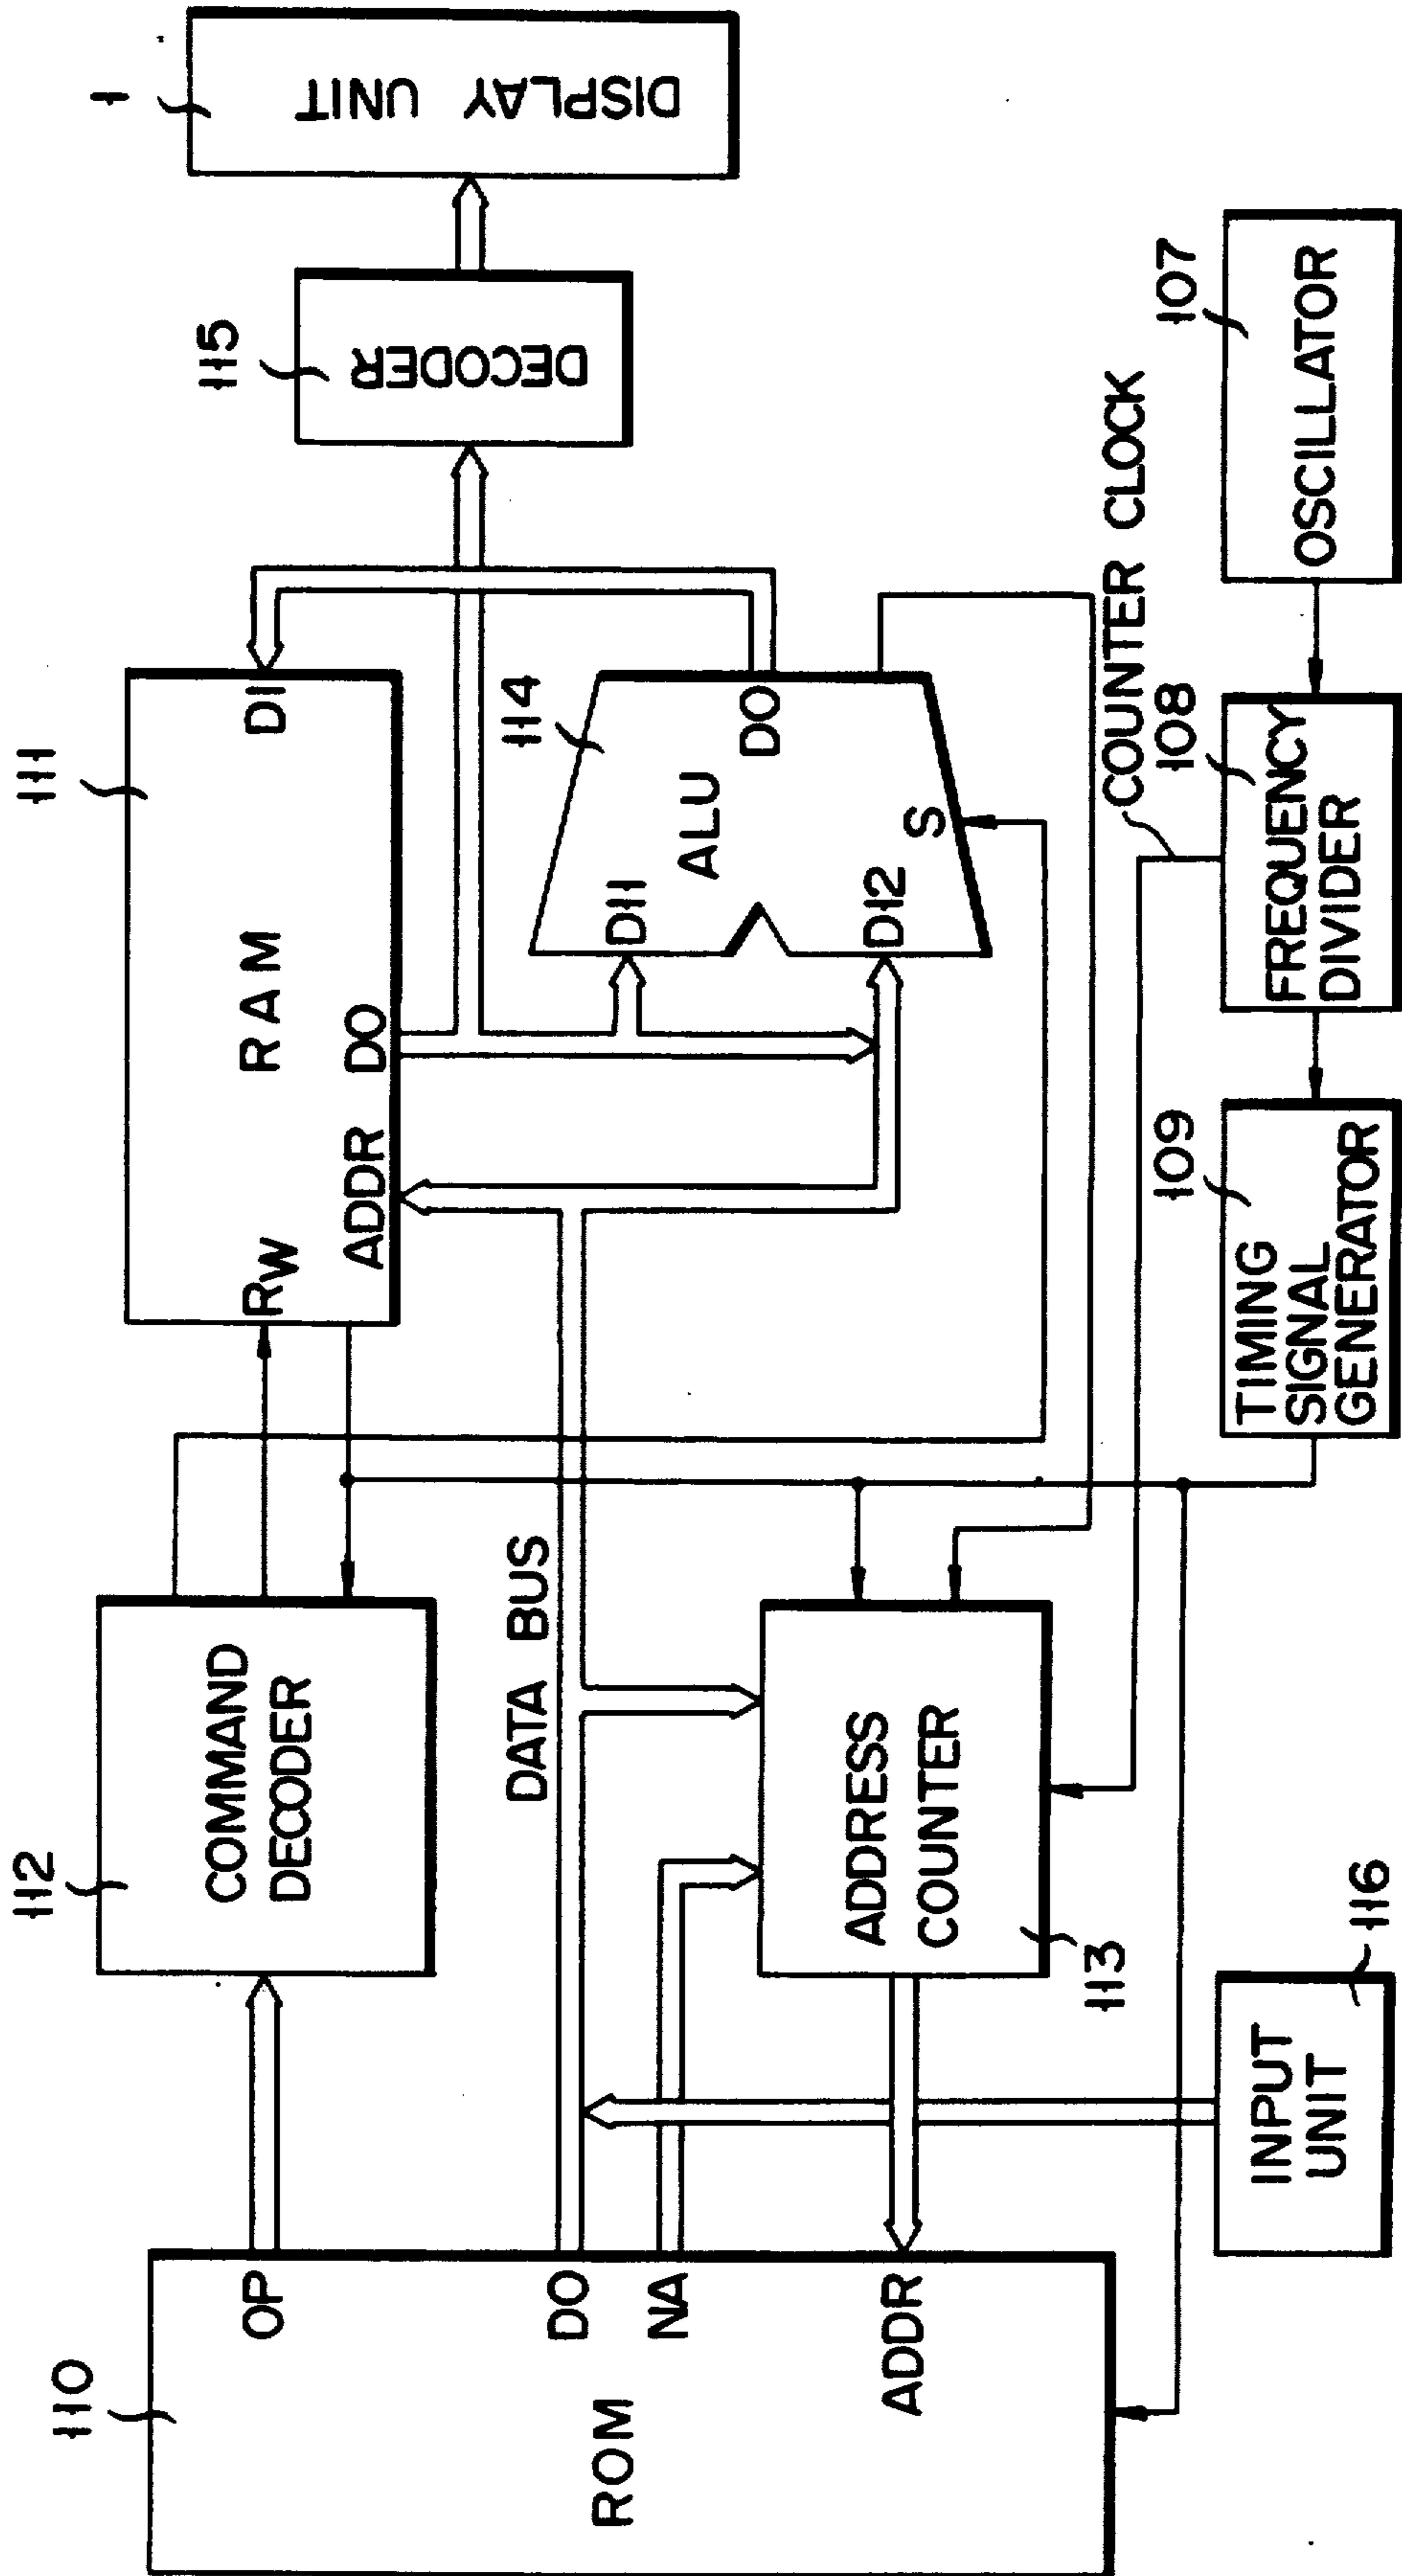 110
ROM
OP
DO
NA
ADDR
112
COMMAND
DECODER
DATA BUS
ADDRESS
COUNTER
113
INPUT
UNIT
116
111
RAM
RW
ADDR
DO
DI
114
ALU
DI1
DI2
DO
S
115
DECODER
1
DISPLAY UNIT
COUNTER CLOCK
109
TIMING
SIGNAL
GENERATOR
108
FREQUENCY
DIVIDER
107
OSCILLATOR